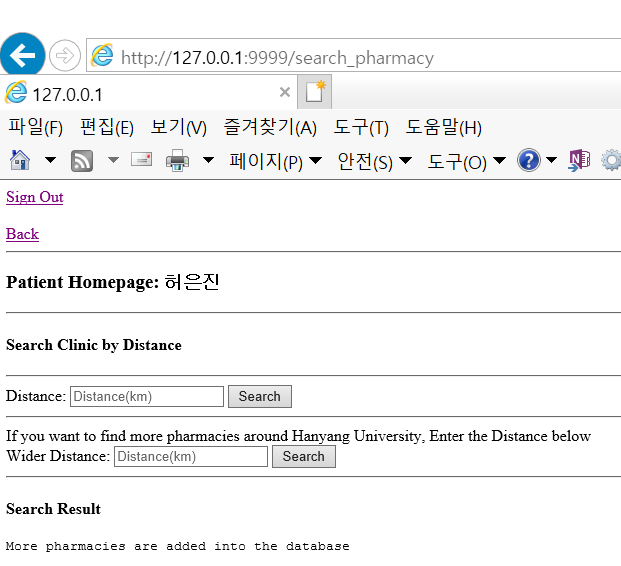 http://127.0.0.1:9999/search_pharmacy
127.0.0.1
파일(F) 편집(E) 보기(V) 즐겨찾기(A) 도구(T) 도움말(H)
페이지(P) 안전(S) 도구(O)
Sign Out
Back
Patient Homepage: 허은진
Search Clinic by Distance
Distance: Distance(km) Search
If you want to find more pharmacies around Hanyang University, Enter the Distance below
Wider Distance: Distance(km) Search
Search Result
More pharmacies are added into the database